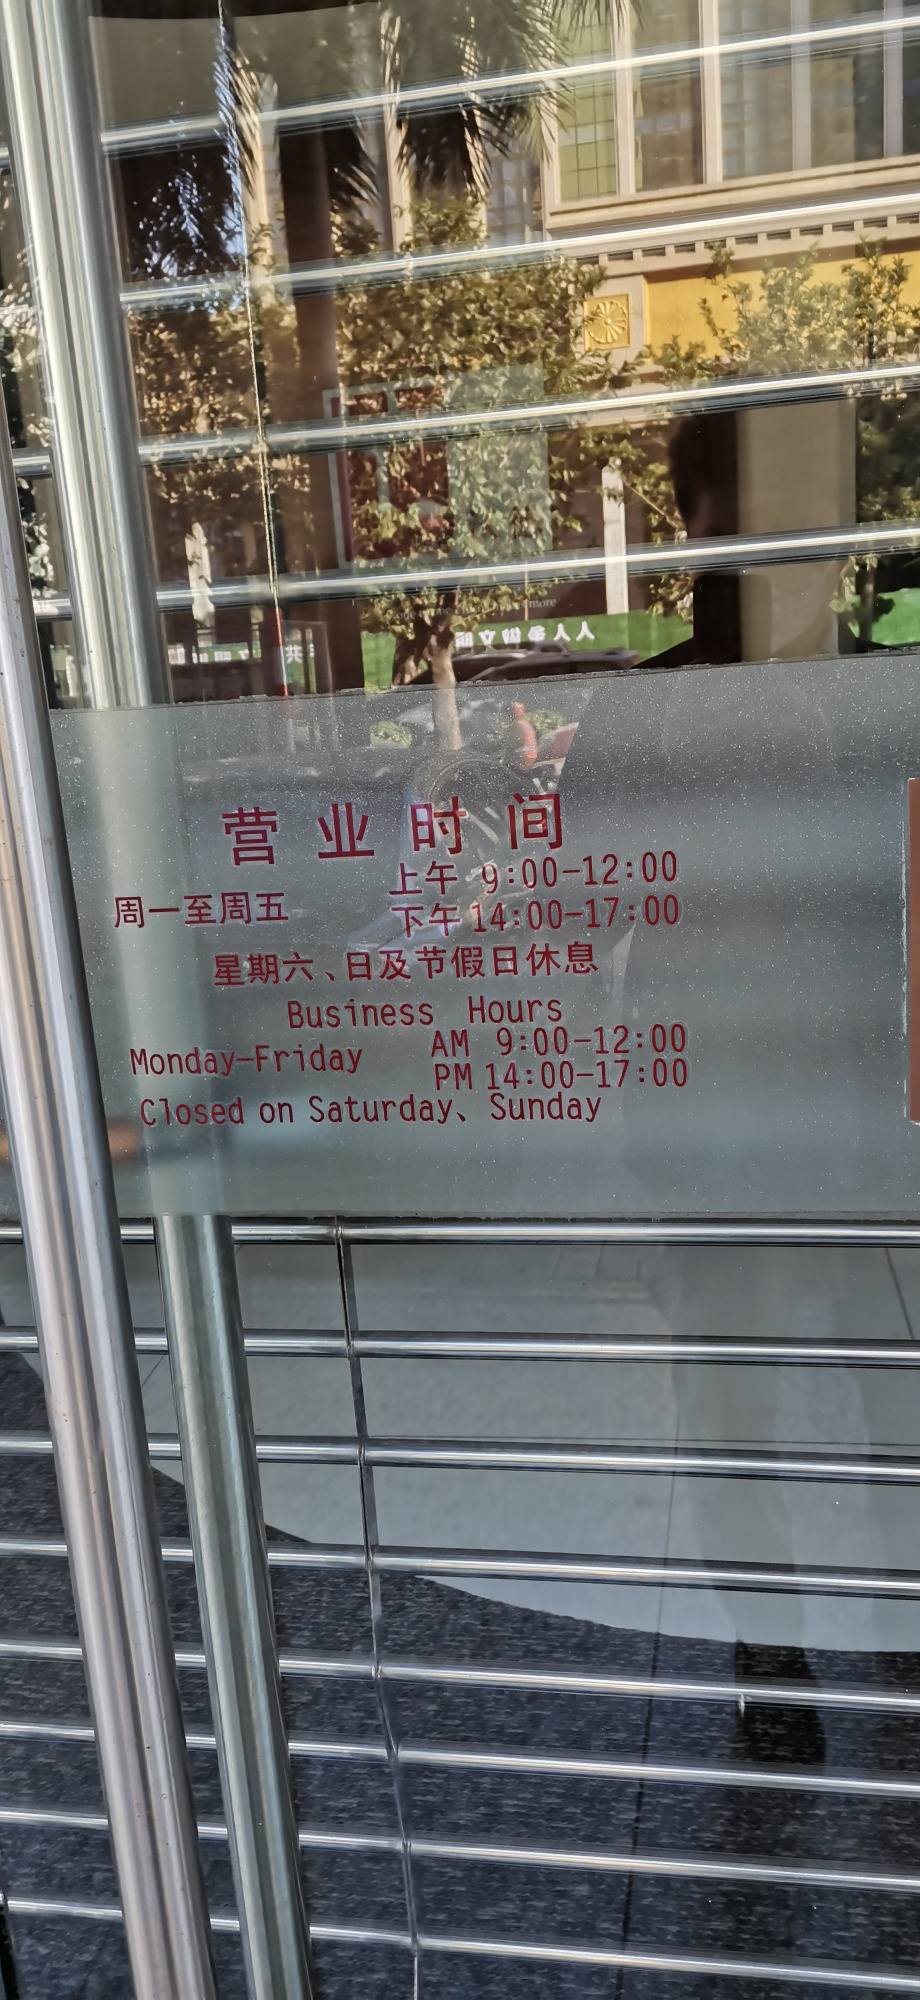 营业时间
周一至周五 上午 9:00-12:00
下午 14:00-17:00
星期六、日及节假日休息
Business Hours
Monday-Friday AM 9:00-12:00
PM 14:00-17:00
Closed on Saturday、Sunday